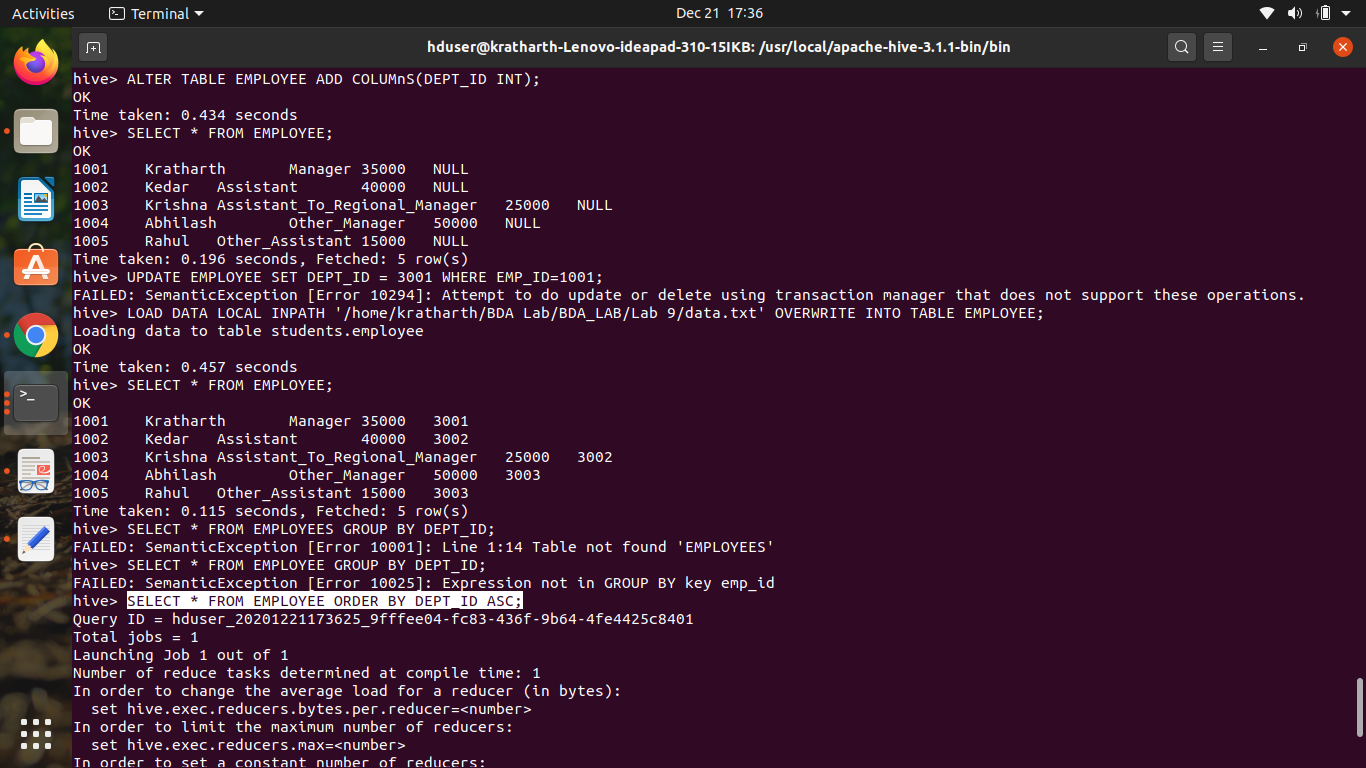 Activities
Terminal
Dec 21 17:36
hduser@kratharth-Lenovo-ideapad-310-15IKB: /usr/local/apache-hive-3.1.1-bin/bin
hive> ALTER TABLE EMPLOYEE ADD COLUMnS(DEPT_ID INT);
OK
Time taken: 0.434 seconds
hive> SELECT * FROM EMPLOYEE;
OK
1001    Kratharth       Manager 35000   NULL
1002    Kedar   Assistant       40000   NULL
1003    Krishna Assistant_To_Regional_Manager   25000   NULL
1004    Abhilash        Other_Manager   50000   NULL
1005    Rahul   Other_Assistant 15000   NULL
Time taken: 0.196 seconds, Fetched: 5 row(s)
hive> UPDATE EMPLOYEE SET DEPT_ID = 3001 WHERE EMP_ID=1001;
FAILED: SemanticException [Error 10294]: Attempt to do update or delete using transaction manager that does not support these operations.
hive> LOAD DATA LOCAL INPATH '/home/kratharth/BDA Lab/BDA_LAB/Lab 9/data.txt' OVERWRITE INTO TABLE EMPLOYEE;
Loading data to table students.employee
OK
Time taken: 0.457 seconds
hive> SELECT * FROM EMPLOYEE;
OK
1001    Kratharth       Manager 35000   3001
1002    Kedar   Assistant       40000   3002
1003    Krishna Assistant_To_Regional_Manager   25000   3002
1004    Abhilash        Other_Manager   50000   3003
1005    Rahul   Other_Assistant 15000   3003
Time taken: 0.115 seconds, Fetched: 5 row(s)
hive> SELECT * FROM EMPLOYEES GROUP BY DEPT_ID;
FAILED: SemanticException [Error 10001]: Line 1:14 Table not found 'EMPLOYEES'
hive> SELECT * FROM EMPLOYEE GROUP BY DEPT_ID;
FAILED: SemanticException [Error 10025]: Expression not in GROUP BY key emp_id
hive> SELECT * FROM EMPLOYEE ORDER BY DEPT_ID ASC;
Query ID = hduser_20201221173625_9fffee04-fc83-436f-9b64-4fe4425c8401
Total jobs = 1
Launching Job 1 out of 1
Number of reduce tasks determined at compile time: 1
In order to change the average load for a reducer (in bytes):
  set hive.exec.reducers.bytes.per.reducer=<number>
In order to limit the maximum number of reducers:
  set hive.exec.reducers.max=<number>
In order to set a constant number of reducers: